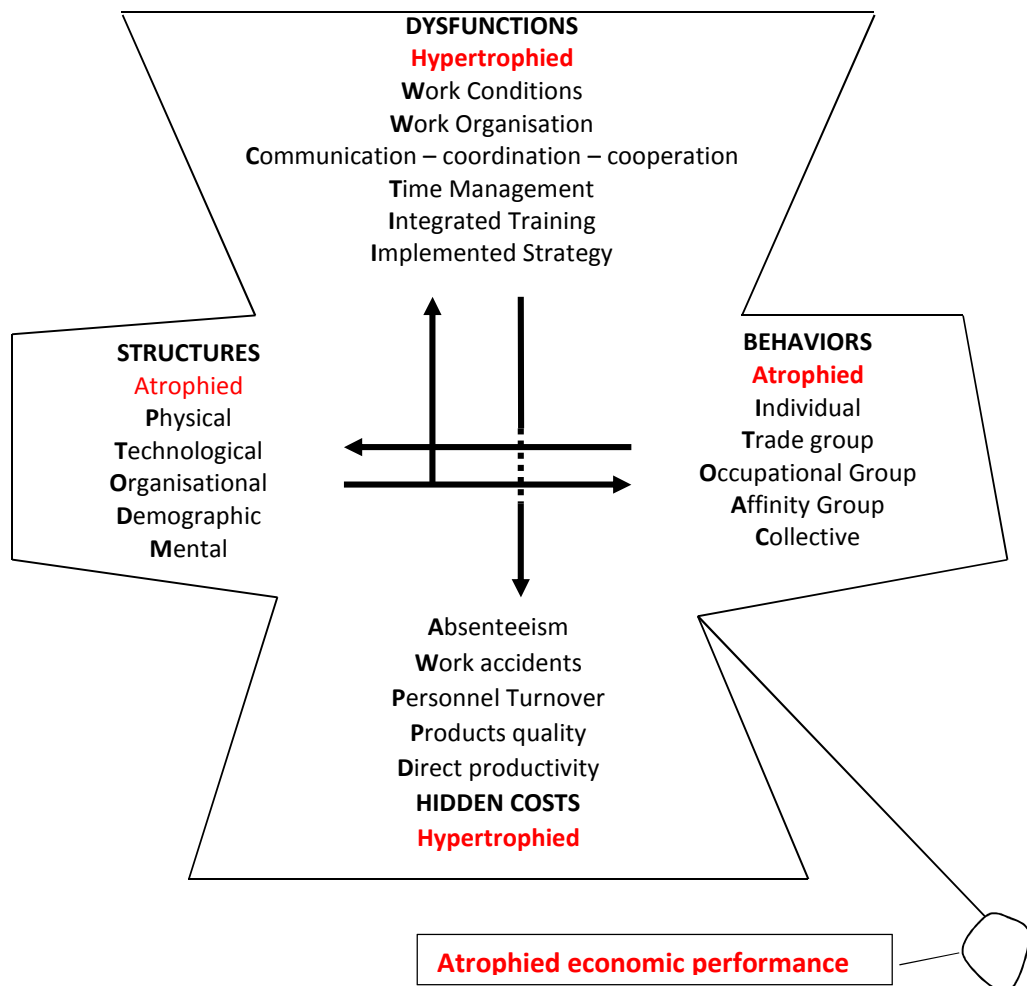 DYSFUNCTIONS
Hypertrophied
Work Conditions
Work Organisation
Communication – coordination – cooperation
Time Management
Integrated Training
Implemented Strategy
STRUCTURES
Atrophied
Physical
Technological
Organisational
Demographic
Mental
BEHAVIORS
Atrophied
Individual
Trade group
Occupational Group
Affinity Group
Collective
Absenteeism
Work accidents
Personnel Turnover
Products quality
Direct productivity
HIDDEN COSTS
Hypertrophied
Atrophied economic performance